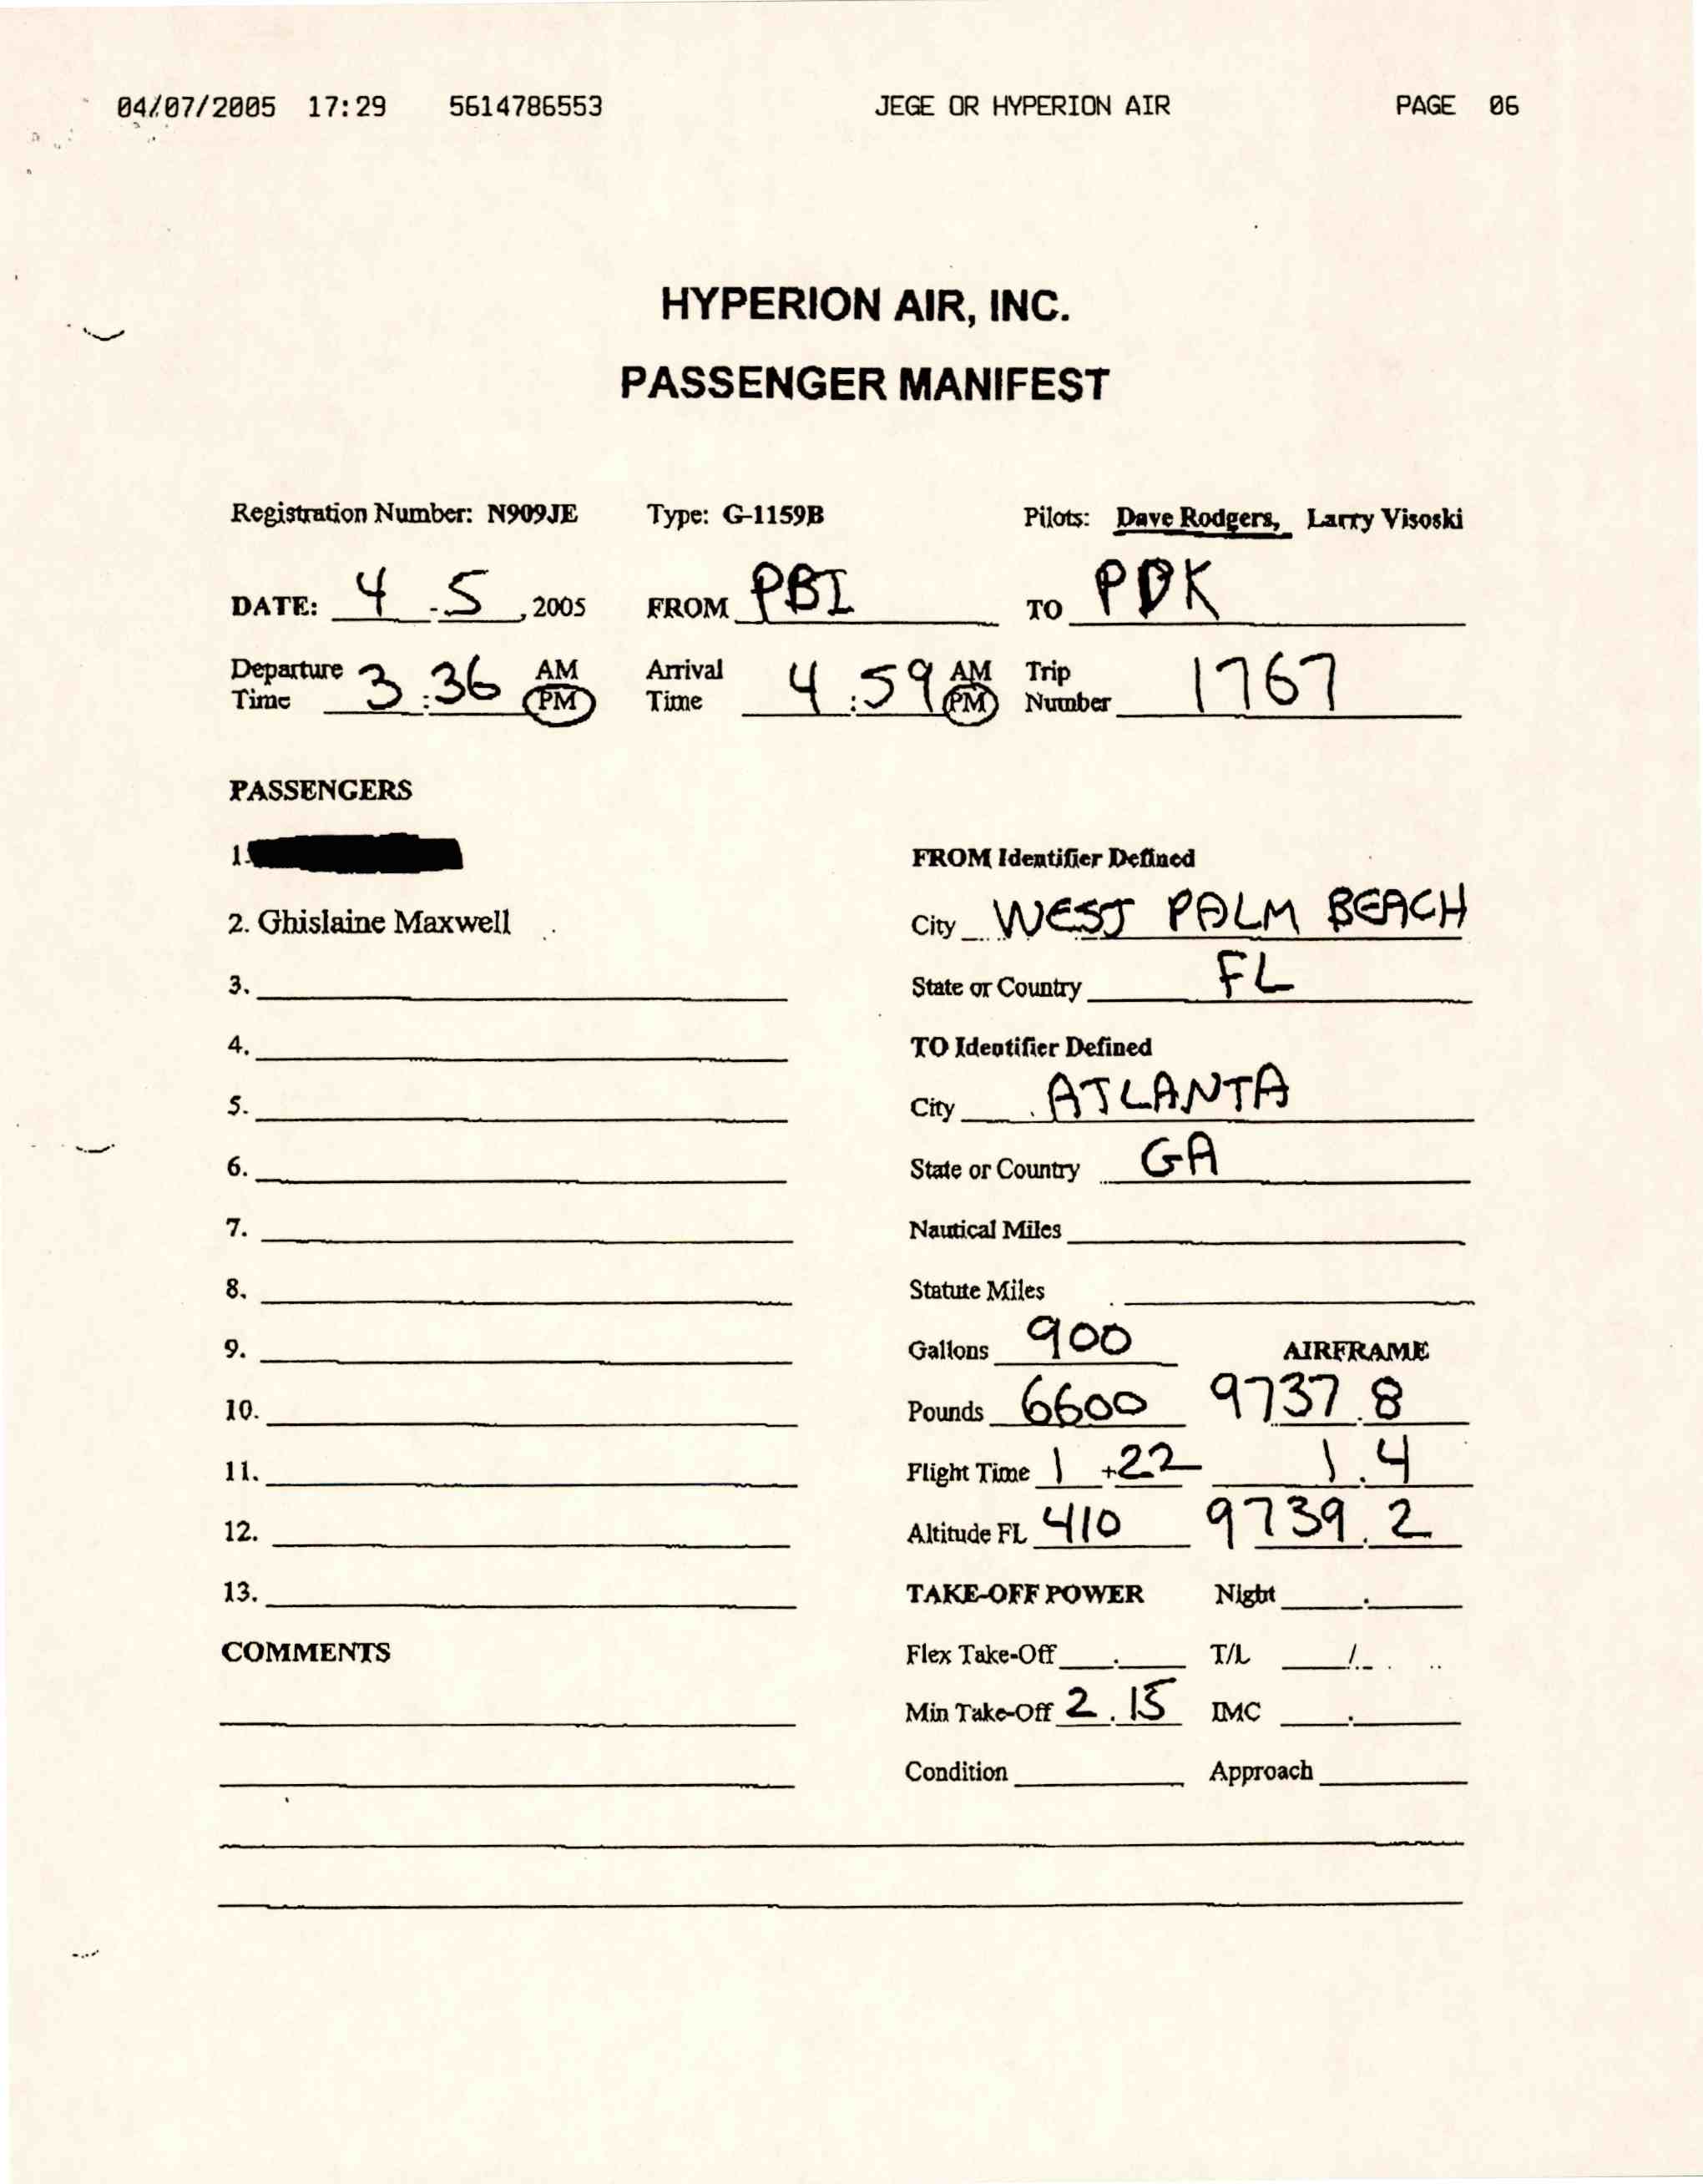 04/07/2005 17:29 5614786553 JEGE OR HYPERION AIR PAGE 06
HYPERION AIR, INC.
PASSENGER MANIFEST
Registration Number: N909JE Type: G-1159B Pilots: Dave Rodgers, Larry Visoski
DATE: 4 - 5, 2005 FROM PBI TO PDK
Departure Time 3:36 AM PM Arrival Time 4:59 AM PM Trip Number 1767
PASSENGERS
1.
FROM Identifier Defined
2. Ghislaine Maxwell City WEST PALM BEACH
3. State or Country FL
4. TO Identifier Defined
5. City ATLANTA
6. State or Country GA
7. Nautical Miles
8. Statute Miles
9. Gallons 900 AIRFRAME
10. Pounds 6600 9737.8
11. Flight Time 1 +22 1.4
12. Altitude FL 410 9739.2
13. TAKE-OFF POWER Night .
COMMENTS Flex Take-Off . T/L /
Min Take-Off 2.15 IMC .
Condition Approach